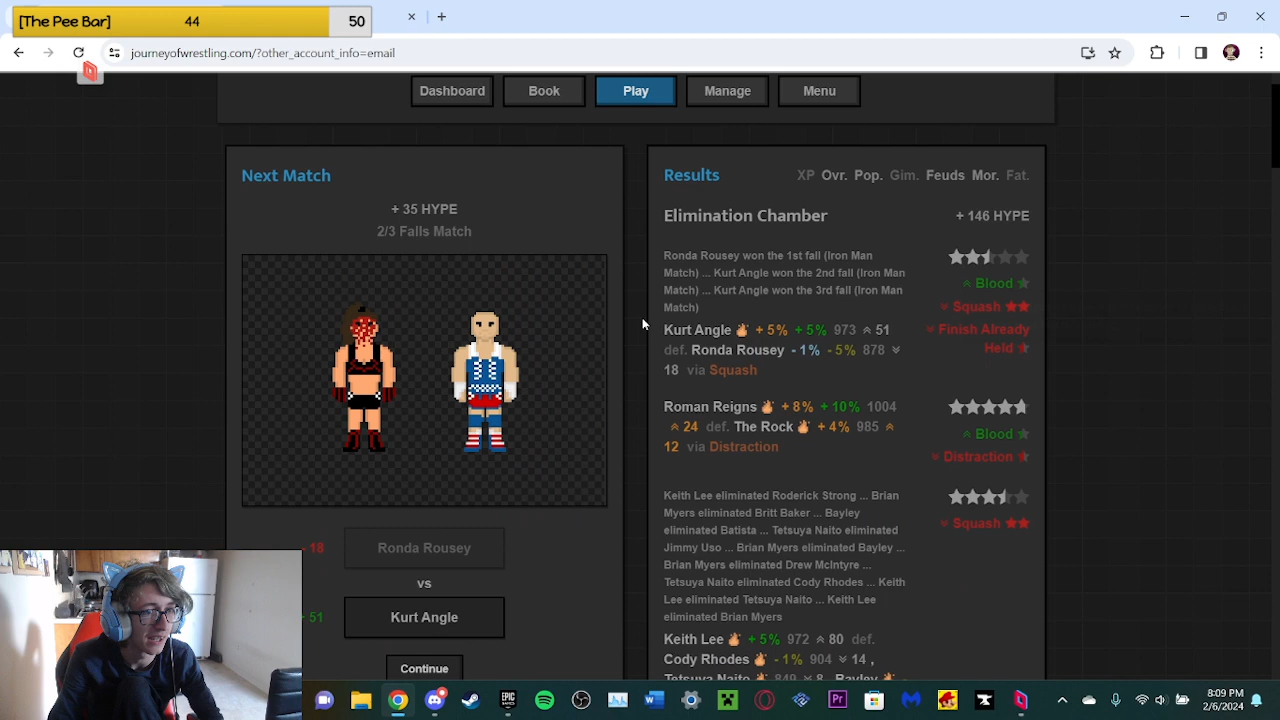 [The Pee Bar] 44 50
journeyofwrestling.com/?other_account_info=email
Dashboard Book Play Manage Menu
Next Match
+ 35 HYPE
2/3 Falls Match
- 18 Ronda Rousey
vs
+ 51 Kurt Angle
Continue
Results XP Ovr. Pop. Gim. Feuds Mor. Fat.
Elimination Chamber + 146 HYPE
Ronda Rousey won the 1st fall (Iron Man
Match) ... Kurt Angle won the 2nd fall (Iron Man
Match) ... Kurt Angle won the 3rd fall (Iron Man
Match)
Blood
Squash
Finish Already
Held
Kurt Angle + 5% + 5% 973 51
def. Ronda Rousey - 1% - 5% 878
18 via Squash
Roman Reigns + 8% + 10% 1004
24 def. The Rock + 4% 985
12 via Distraction
Blood
Distraction
Keith Lee eliminated Roderick Strong ... Brian
Myers eliminated Britt Baker ... Bayley
eliminated Batista ... Tetsuya Naito eliminated
Jimmy Uso ... Brian Myers eliminated Bayley ...
Brian Myers eliminated Drew McIntyre ...
Tetsuya Naito eliminated Cody Rhodes ... Keith
Lee eliminated Tetsuya Naito ... Keith Lee
eliminated Brian Myers
Squash
Keith Lee + 5% 972 80 def.
Cody Rhodes - 1% 904 14 ,
Tetsuya Naito 849 8 , Bayley
8:09 PM
2/6/2024